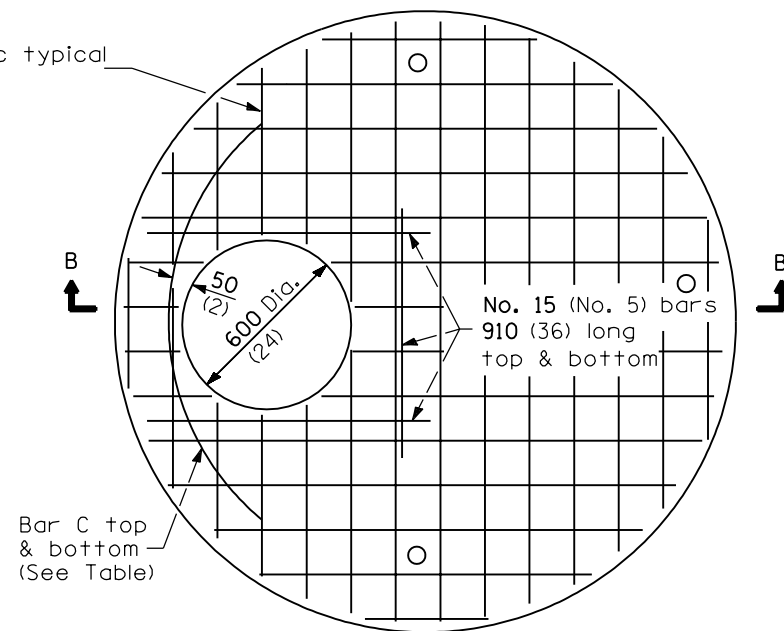 c typical
B
B
50
(2)
600 Dia.
(24)
No. 15 (No. 5) bars
910 (36) long
top & bottom
Bar C top
& bottom
(See Table)